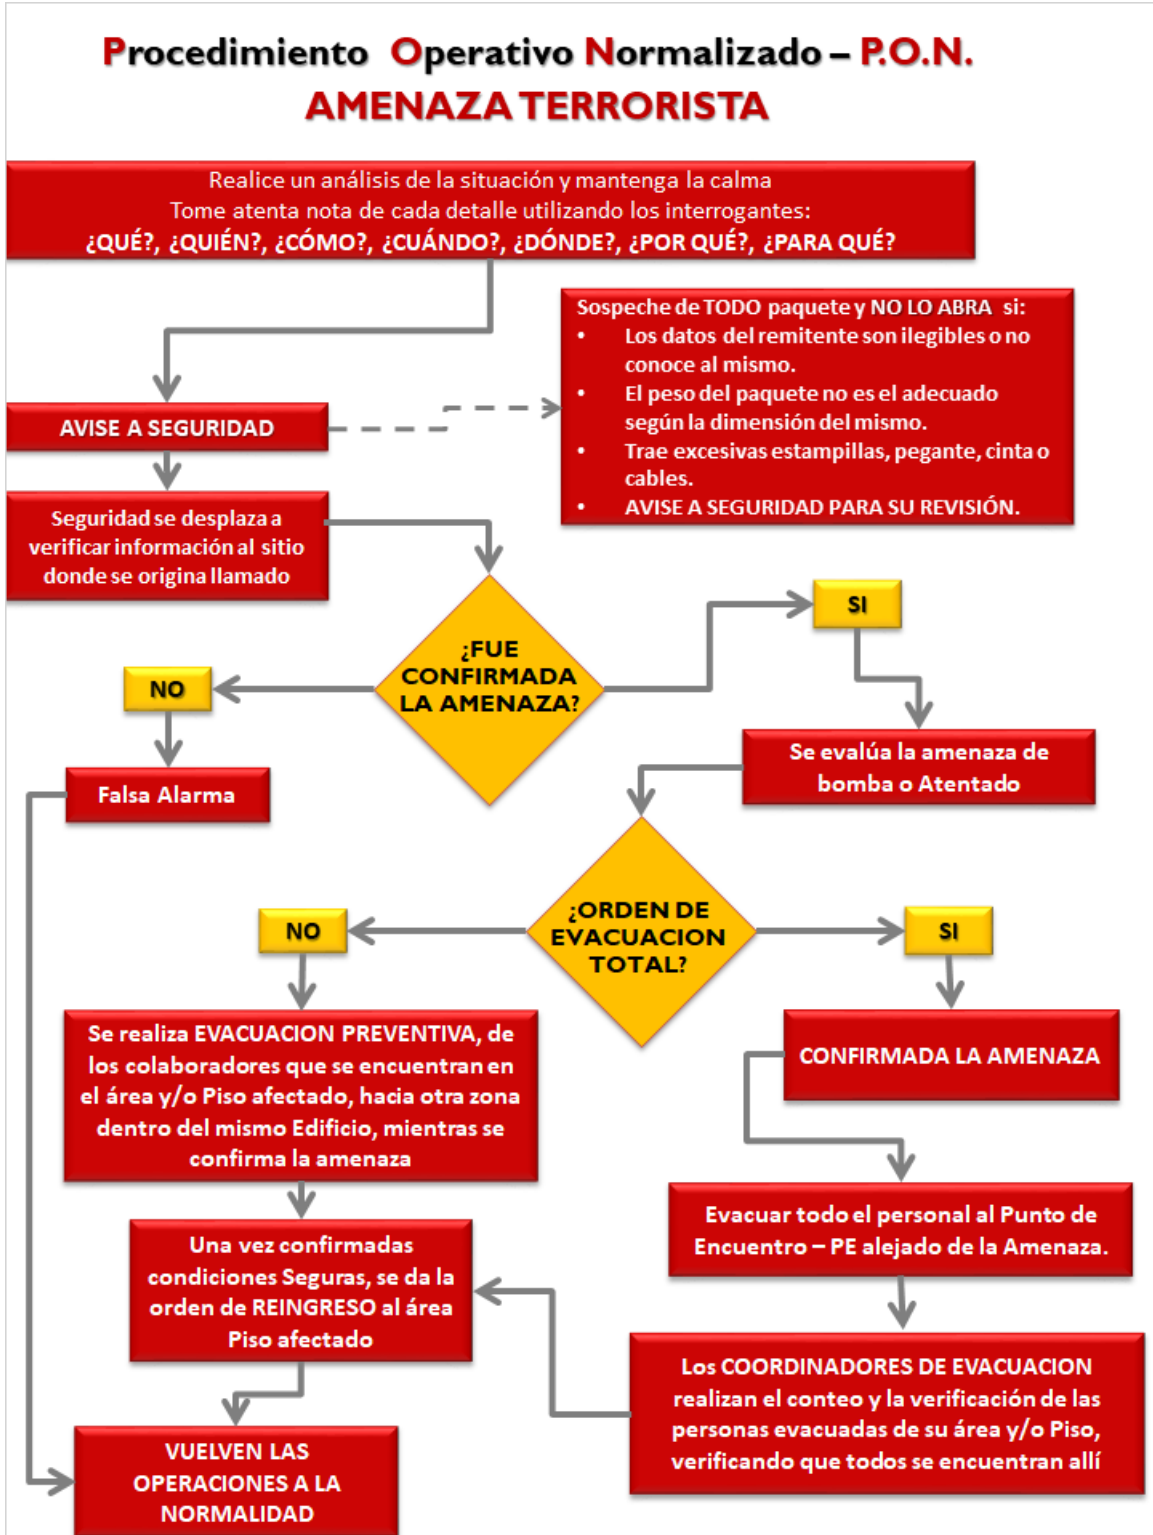 Procedimiento Operativo Normalizado – P.O.N.
AMENAZA TERRORISTA
Realice un análisis de la situación y mantenga la calma
Tome atenta nota de cada detalle utilizando los interrogantes:
¿QUÉ?, ¿QUIÉN?, ¿CÓMO?, ¿CUÁNDO?, ¿DÓNDE?, ¿POR QUÉ?, ¿PARA QUÉ?
Sospeche de TODO paquete y NO LO ABRA si:
• Los datos del remitente son ilegibles o no
conoce al mismo.
• El peso del paquete no es el adecuado
según la dimensión del mismo.
• Trae excesivas estampillas, pegante, cinta o
cables.
• AVISE A SEGURIDAD PARA SU REVISIÓN.
AVISE A SEGURIDAD
Seguridad se desplaza a
verificar información al sitio
donde se origina llamado
¿FUE
CONFIRMADA
LA AMENAZA?
SI
NO
Falsa Alarma
Se evalúa la amenaza de
bomba o Atentado
¿ORDEN DE
EVACUACION
TOTAL?
NO
SI
Se realiza EVACUACION PREVENTIVA, de
los colaboradores que se encuentran en
el área y/o Piso afectado, hacia otra zona
dentro del mismo Edificio, mientras se
confirma la amenaza
CONFIRMADA LA AMENAZA
Evacuar todo el personal al Punto de
Encuentro – PE alejado de la Amenaza.
Una vez confirmadas
condiciones Seguras, se da la
orden de REINGRESO al área
Piso afectado
Los COORDINADORES DE EVACUACION
realizan el conteo y la verificación de las
personas evacuadas de su área y/o Piso,
verificando que todos se encuentran allí
VUELVEN LAS
OPERACIONES A LA
NORMALIDAD